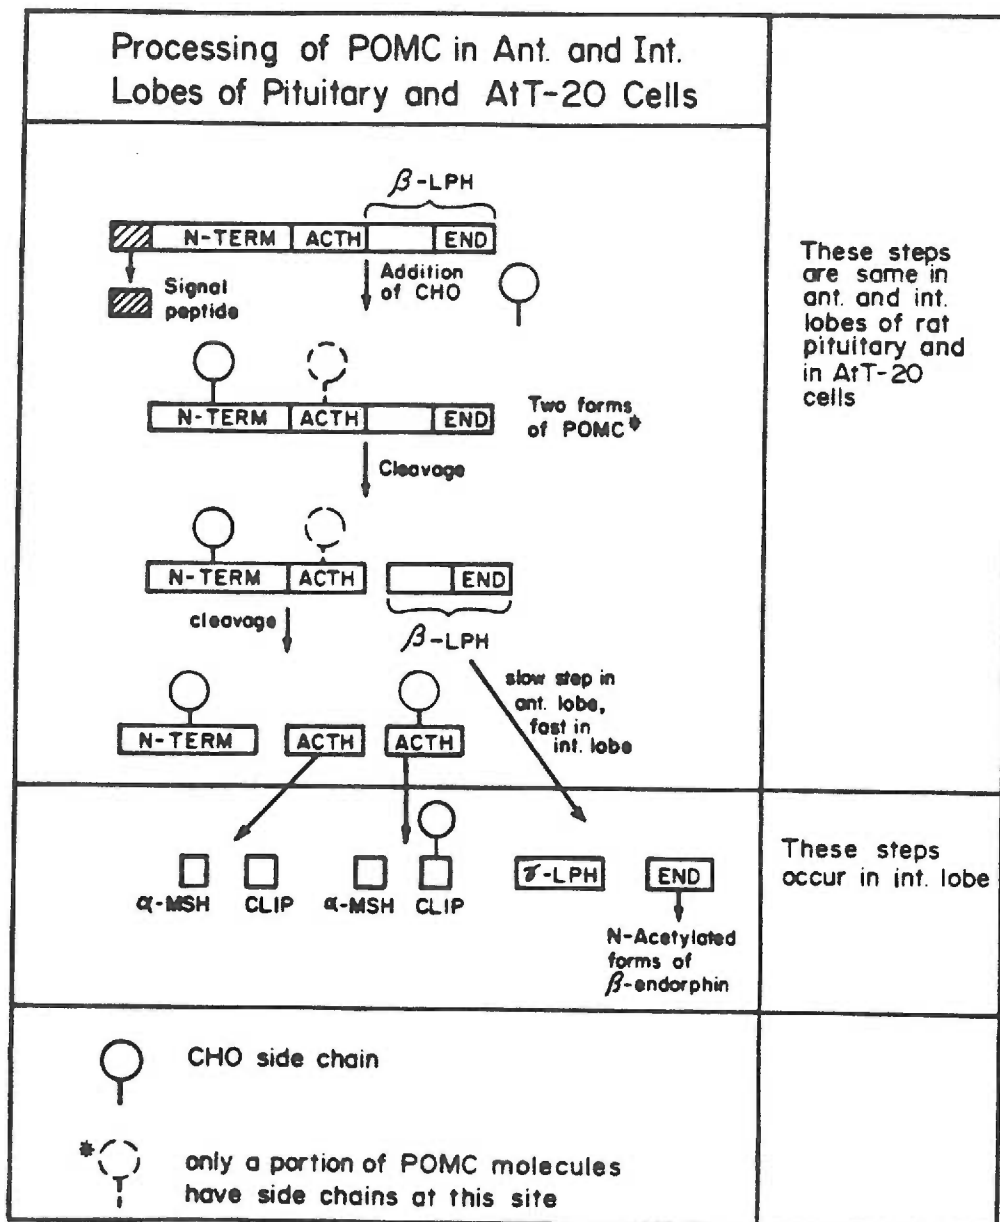 Processing of POMC in Ant. and Int.
Lobes of Pituitary and AtT-20 Cells
β-LPH
N-TERM ACTH END
Signal
peptide
Addition
of CHO
These steps
are same in
ant. and int.
lobes of rat
pituitary and
in AtT-20
cells
N-TERM ACTH END
Two forms
of POMC*
Cleavage
N-TERM ACTH END
cleavage
β-LPH
slow step in
ant. lobe,
fast in
int. lobe
N-TERM ACTH ACTH
α-MSH CLIP α-MSH CLIP
γ-LPH END
N-Acetylated
forms of
β-endorphin
These steps
occur in int. lobe
CHO side chain
* only a portion of POMC molecules
have side chains at this site